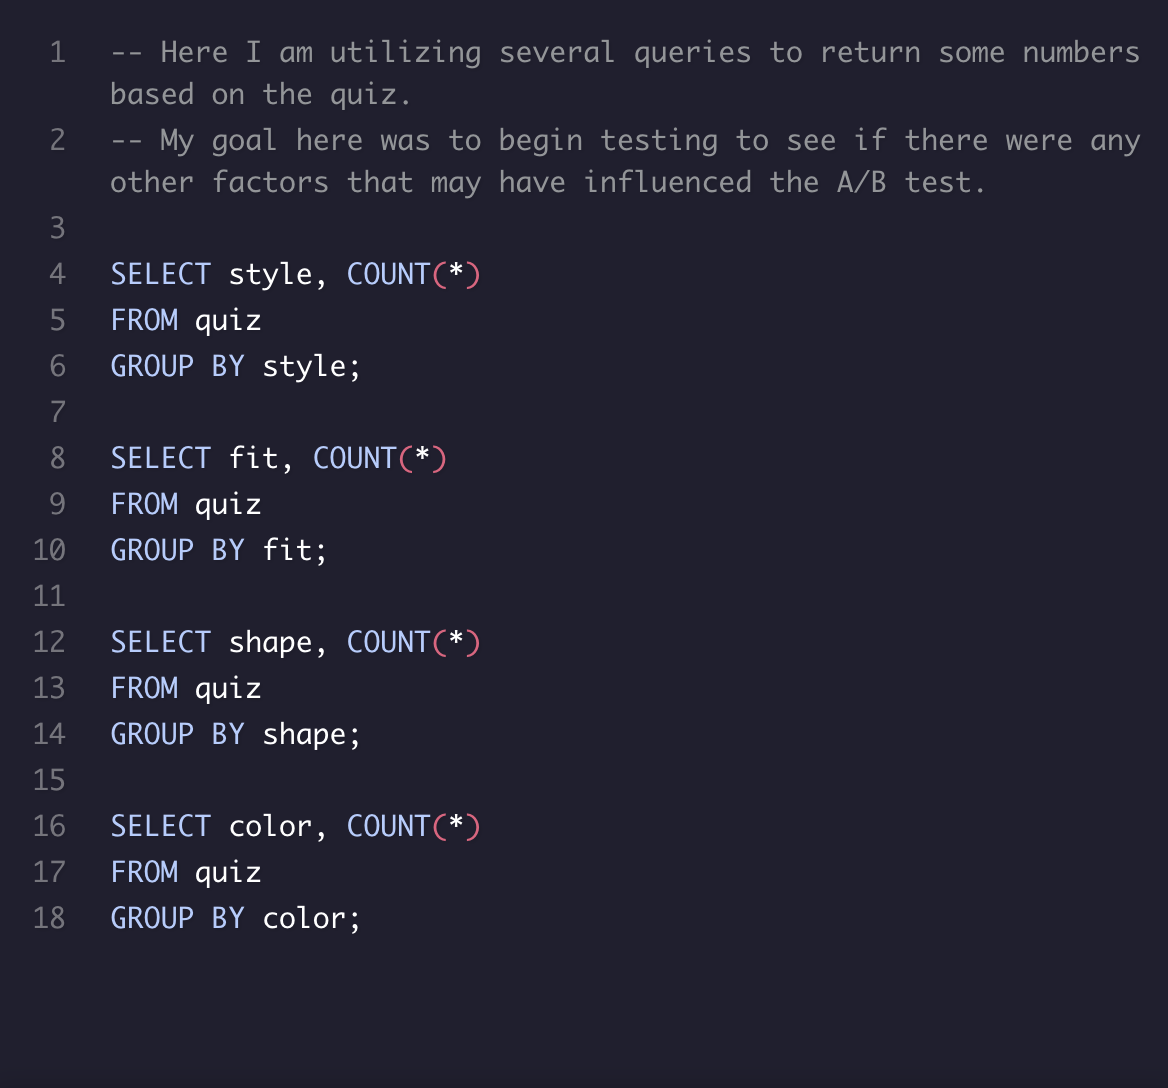 1 -- Here I am utilizing several queries to return some numbers
based on the quiz.
2 -- My goal here was to begin testing to see if there were any
other factors that may have influenced the A/B test.
3
4 SELECT style, COUNT(*)
5 FROM quiz
6 GROUP BY style;
7
8 SELECT fit, COUNT(*)
9 FROM quiz
10 GROUP BY fit;
11
12 SELECT shape, COUNT(*)
13 FROM quiz
14 GROUP BY shape;
15
16 SELECT color, COUNT(*)
17 FROM quiz
18 GROUP BY color;